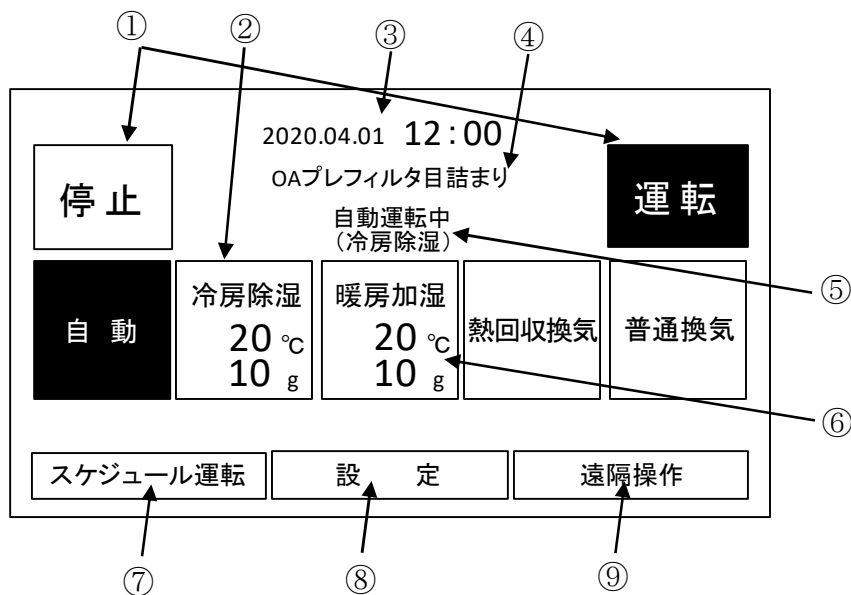 ① ② ③ ④
2020.04.01 12:00
OAプレフィルタ目詰まり
停止
運転
自動運転中
(冷房除湿)
⑤
自 動
冷房除湿
20 ℃
10 g
暖房加湿
20 ℃
10 g
熱回収換気
普通換気
⑥
スケジュール運転
設 定
遠隔操作
⑦ ⑧ ⑨